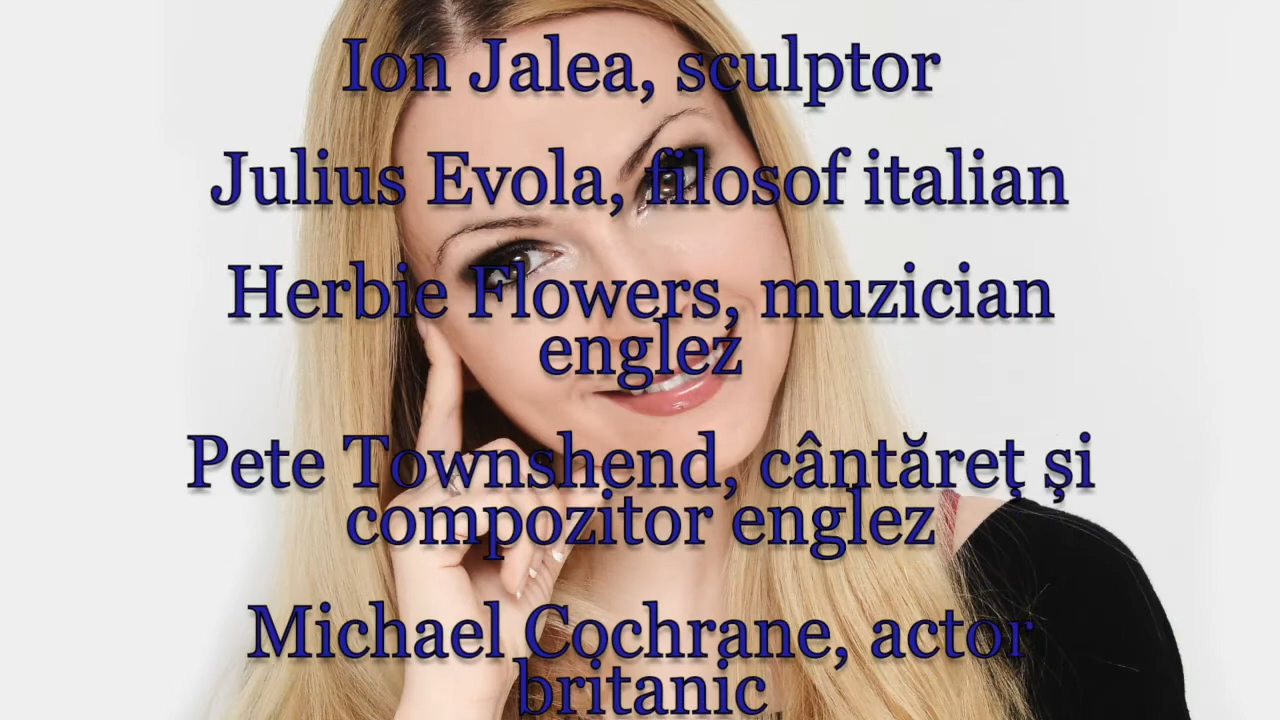 Ion Jalea, sculptor
Julius Evola, filosof italian
Herbie Flowers, muzician
englez
Pete Townshend, cântăreț și
compozitor englez
Michael Cochrane, actor
britanic